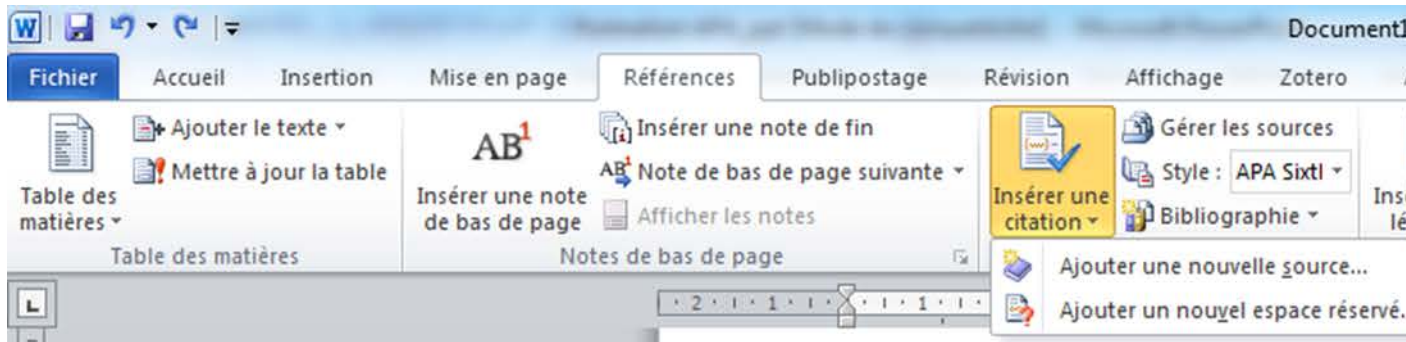 Document1
Fichier Accueil Insertion Mise en page Références Publipostage Révision Affichage Zotero
Table des
matières
Ajouter le texte
Mettre à jour la table
Table des matières
AB1
Insérer une note
de bas de page
Insérer une note de fin
Note de bas de page suivante
Afficher les notes
Notes de bas de page
Insérer une
citation
Gérer les sources
Style : APA Sixtl
Bibliographie
Ajouter une nouvelle source...
Ajouter un nouvel espace réservé.
2 1 1